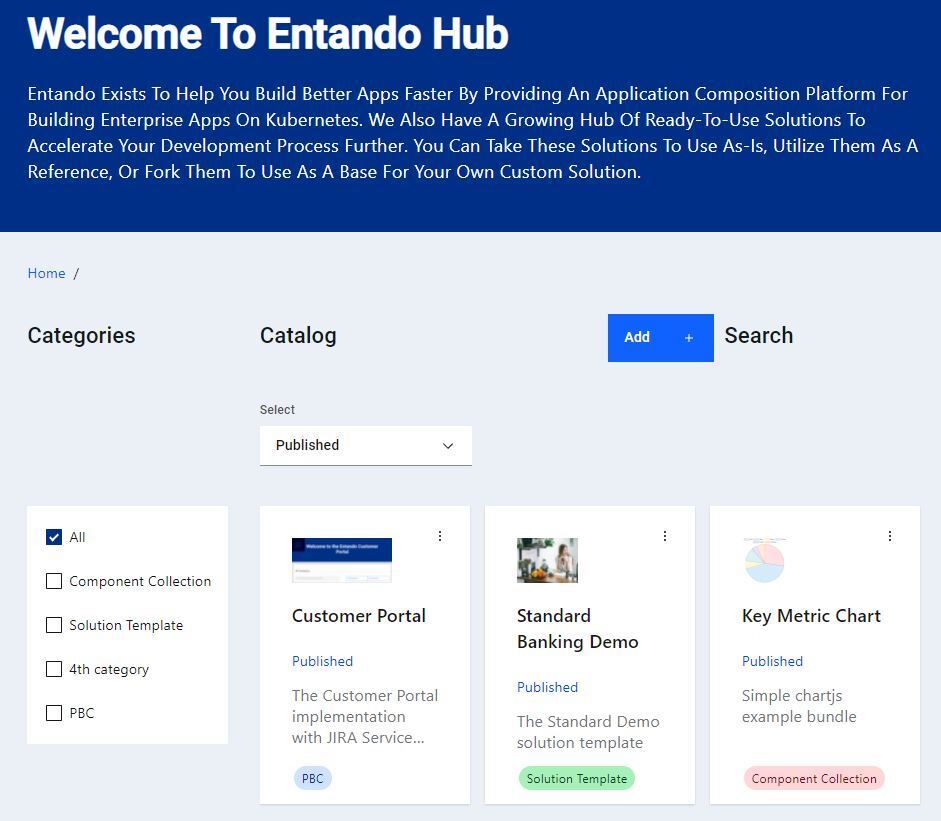 Welcome To Entando Hub
Entando Exists To Help You Build Better Apps Faster By Providing An Application Composition Platform For
Building Enterprise Apps On Kubernetes. We Also Have A Growing Hub Of Ready-To-Use Solutions To
Accelerate Your Development Process Further. You Can Take These Solutions To Use As-Is, Utilize Them As A
Reference, Or Fork Them To Use As A Base For Your Own Custom Solution.
Home /
Categories
Catalog
Add +
Search
Select
Published
All
Component Collection
Solution Template
4th category
PBC
Welcome to the Entando Customer
Portal
Customer Portal
Published
The Customer Portal
implementation
with JIRA Service...
PBC
Standard
Banking Demo
Published
The Standard Demo
solution template
Solution Template
Key Metric Chart
Published
Simple chartjs
example bundle
Component Collection